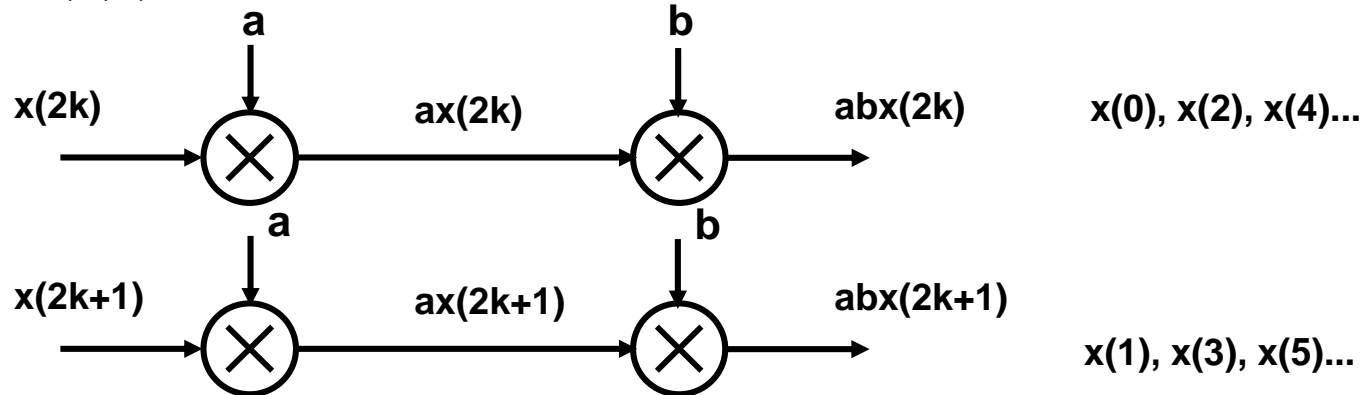 a b
x(2k) ax(2k) abx(2k) x(0), x(2), x(4)...
a b
x(2k+1) ax(2k+1) abx(2k+1)
x(1), x(3), x(5)...